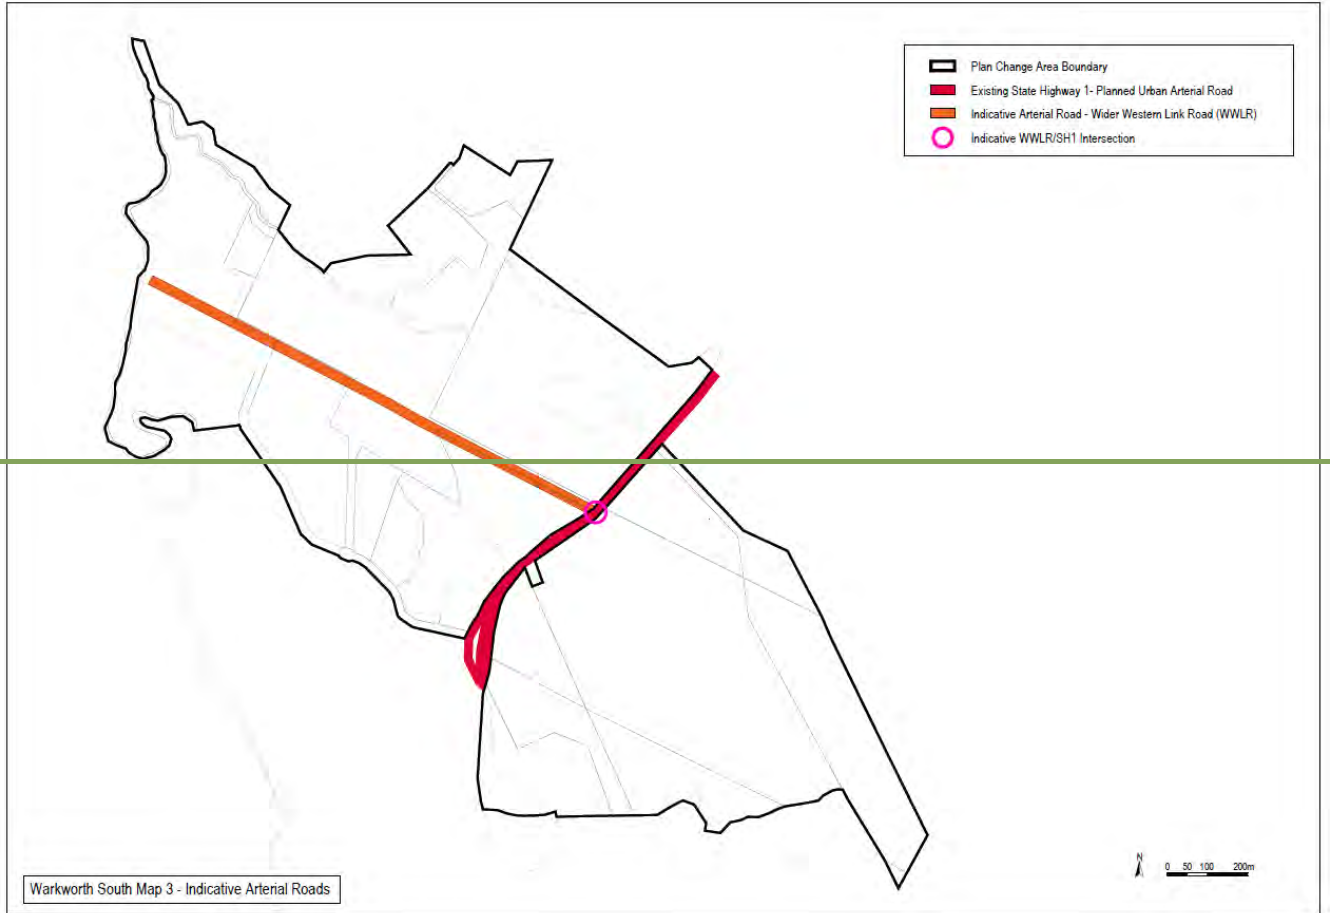 Plan Change Area Boundary
Existing State Highway 1- Planned Urban Arterial Road
Indicative Arterial Road - Wider Western Link Road (WWLR)
Indicative WWLR/SH1 Intersection
N
0 50 100 200m
Warkworth South Map 3 - Indicative Arterial Roads